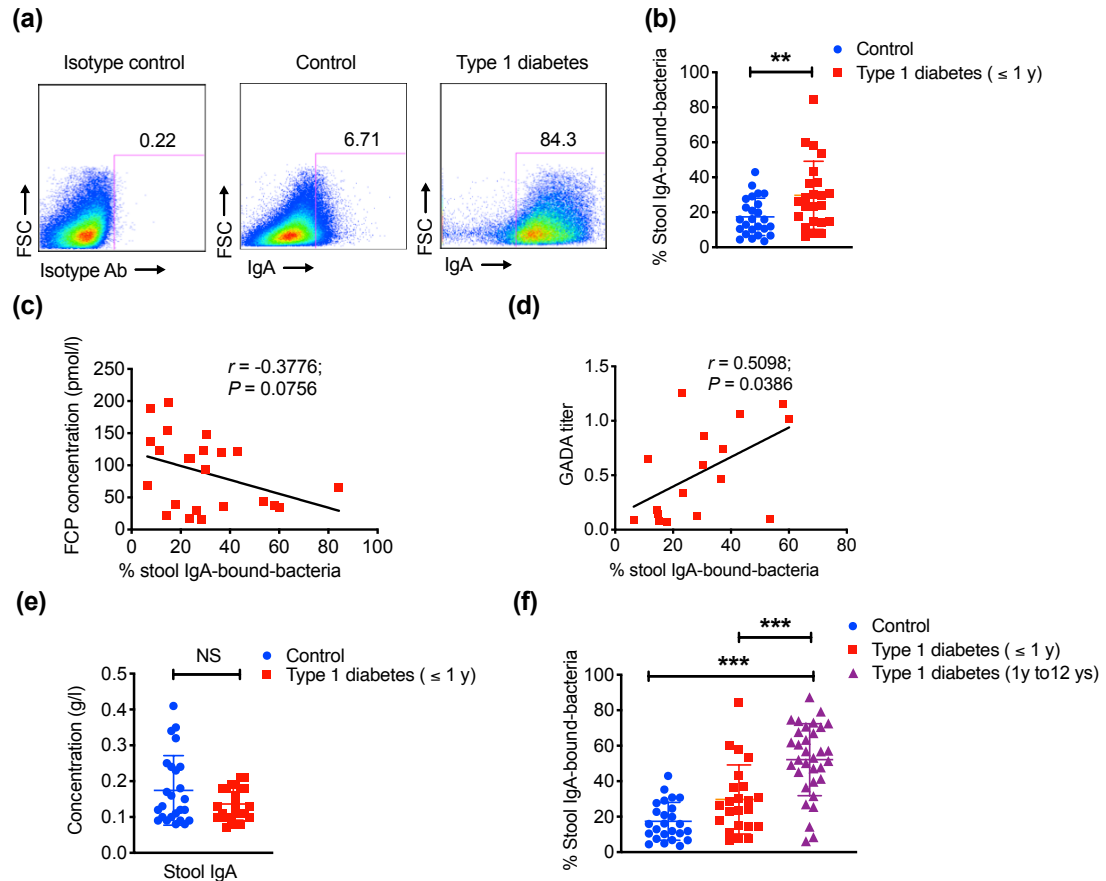 (a)
Isotype control
Control
Type 1 diabetes
0.22
6.71
84.3
FSC
FSC
FSC
Isotype Ab
IgA
IgA
(b)
Control
Type 1 diabetes ( ≤ 1 y)
**
% Stool IgA-bound-bacteria
100
80
60
40
20
0
(c)
r = -0.3776;
P = 0.0756
FCP concentration (pmol/l)
250
200
150
100
50
0
0 20 40 60 80 100
% stool IgA-bound-bacteria
(d)
r = 0.5098;
P = 0.0386
GADA titer
1.5
1.0
0.5
0.0
0 20 40 60 80
% stool IgA-bound-bacteria
(e)
Control
Type 1 diabetes ( ≤ 1 y)
NS
Concentration (g/l)
0.5
0.4
0.3
0.2
0.1
0.0
Stool IgA
(f)
Control
Type 1 diabetes ( ≤ 1 y)
Type 1 diabetes (1y to12 ys)
***
***
% Stool IgA-bound-bacteria
100
80
60
40
20
0